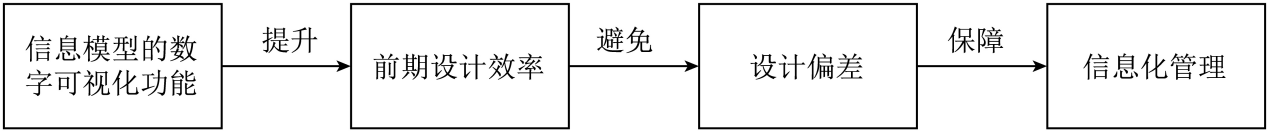 信息模型的数
字可视化功能
提升
前期设计效率
避免
设计偏差
保障
信息化管理